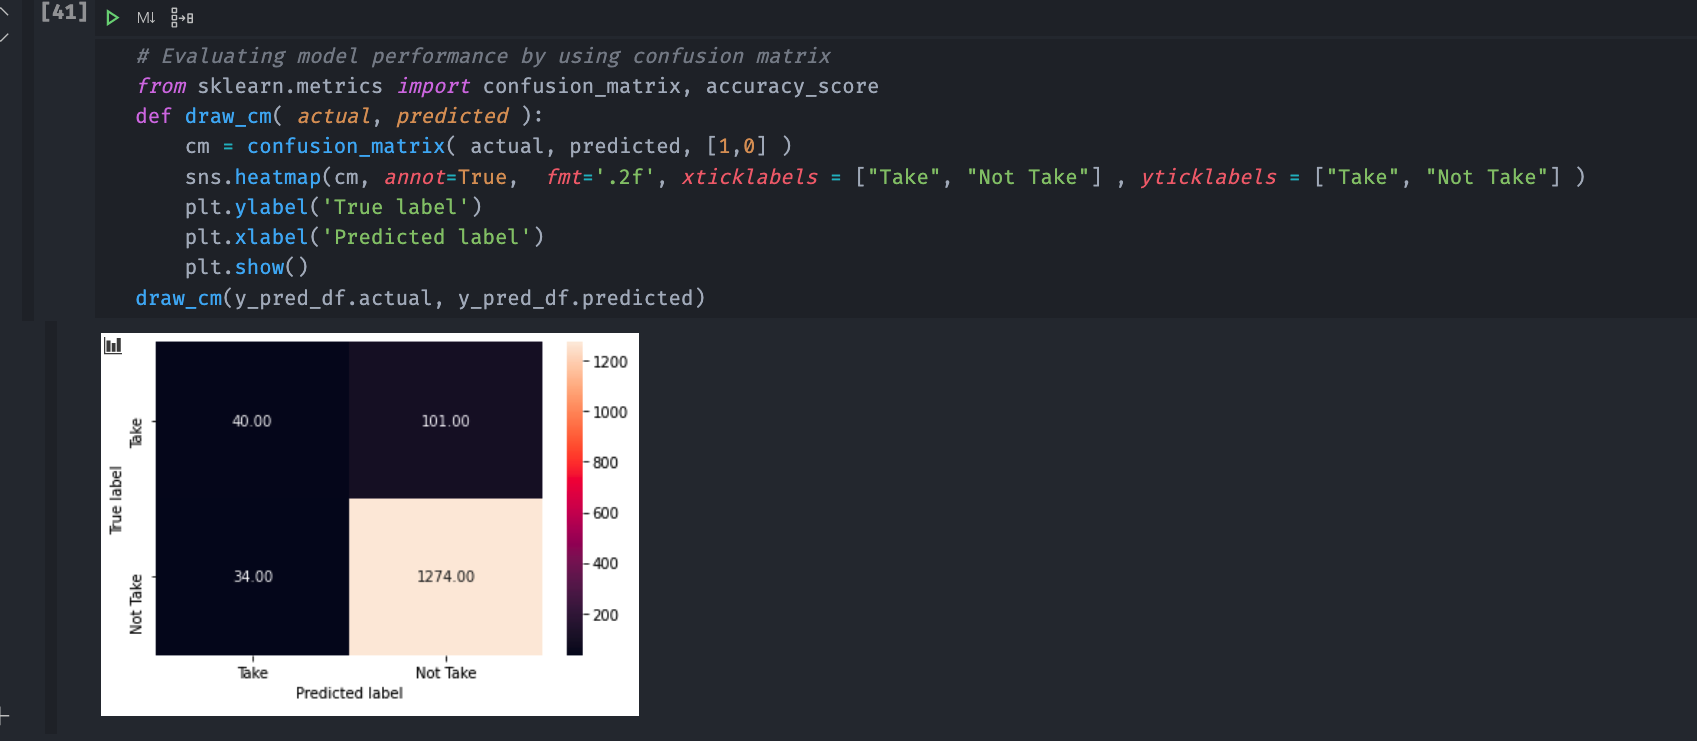 [41]
M↓
# Evaluating model performance by using confusion matrix
from sklearn.metrics import confusion_matrix, accuracy_score
def draw_cm( actual, predicted ):
    cm = confusion_matrix( actual, predicted, [1,0] )
    sns.heatmap(cm, annot=True,  fmt='.2f', xticklabels = ["Take", "Not Take"] , yticklabels = ["Take", "Not Take"] )
    plt.ylabel('True label')
    plt.xlabel('Predicted label')
    plt.show()
draw_cm(y_pred_df.actual, y_pred_df.predicted)
True label
Take
Not Take
40.00 101.00
34.00 1274.00
Take Not Take
Predicted label
1200
1000
800
600
400
200